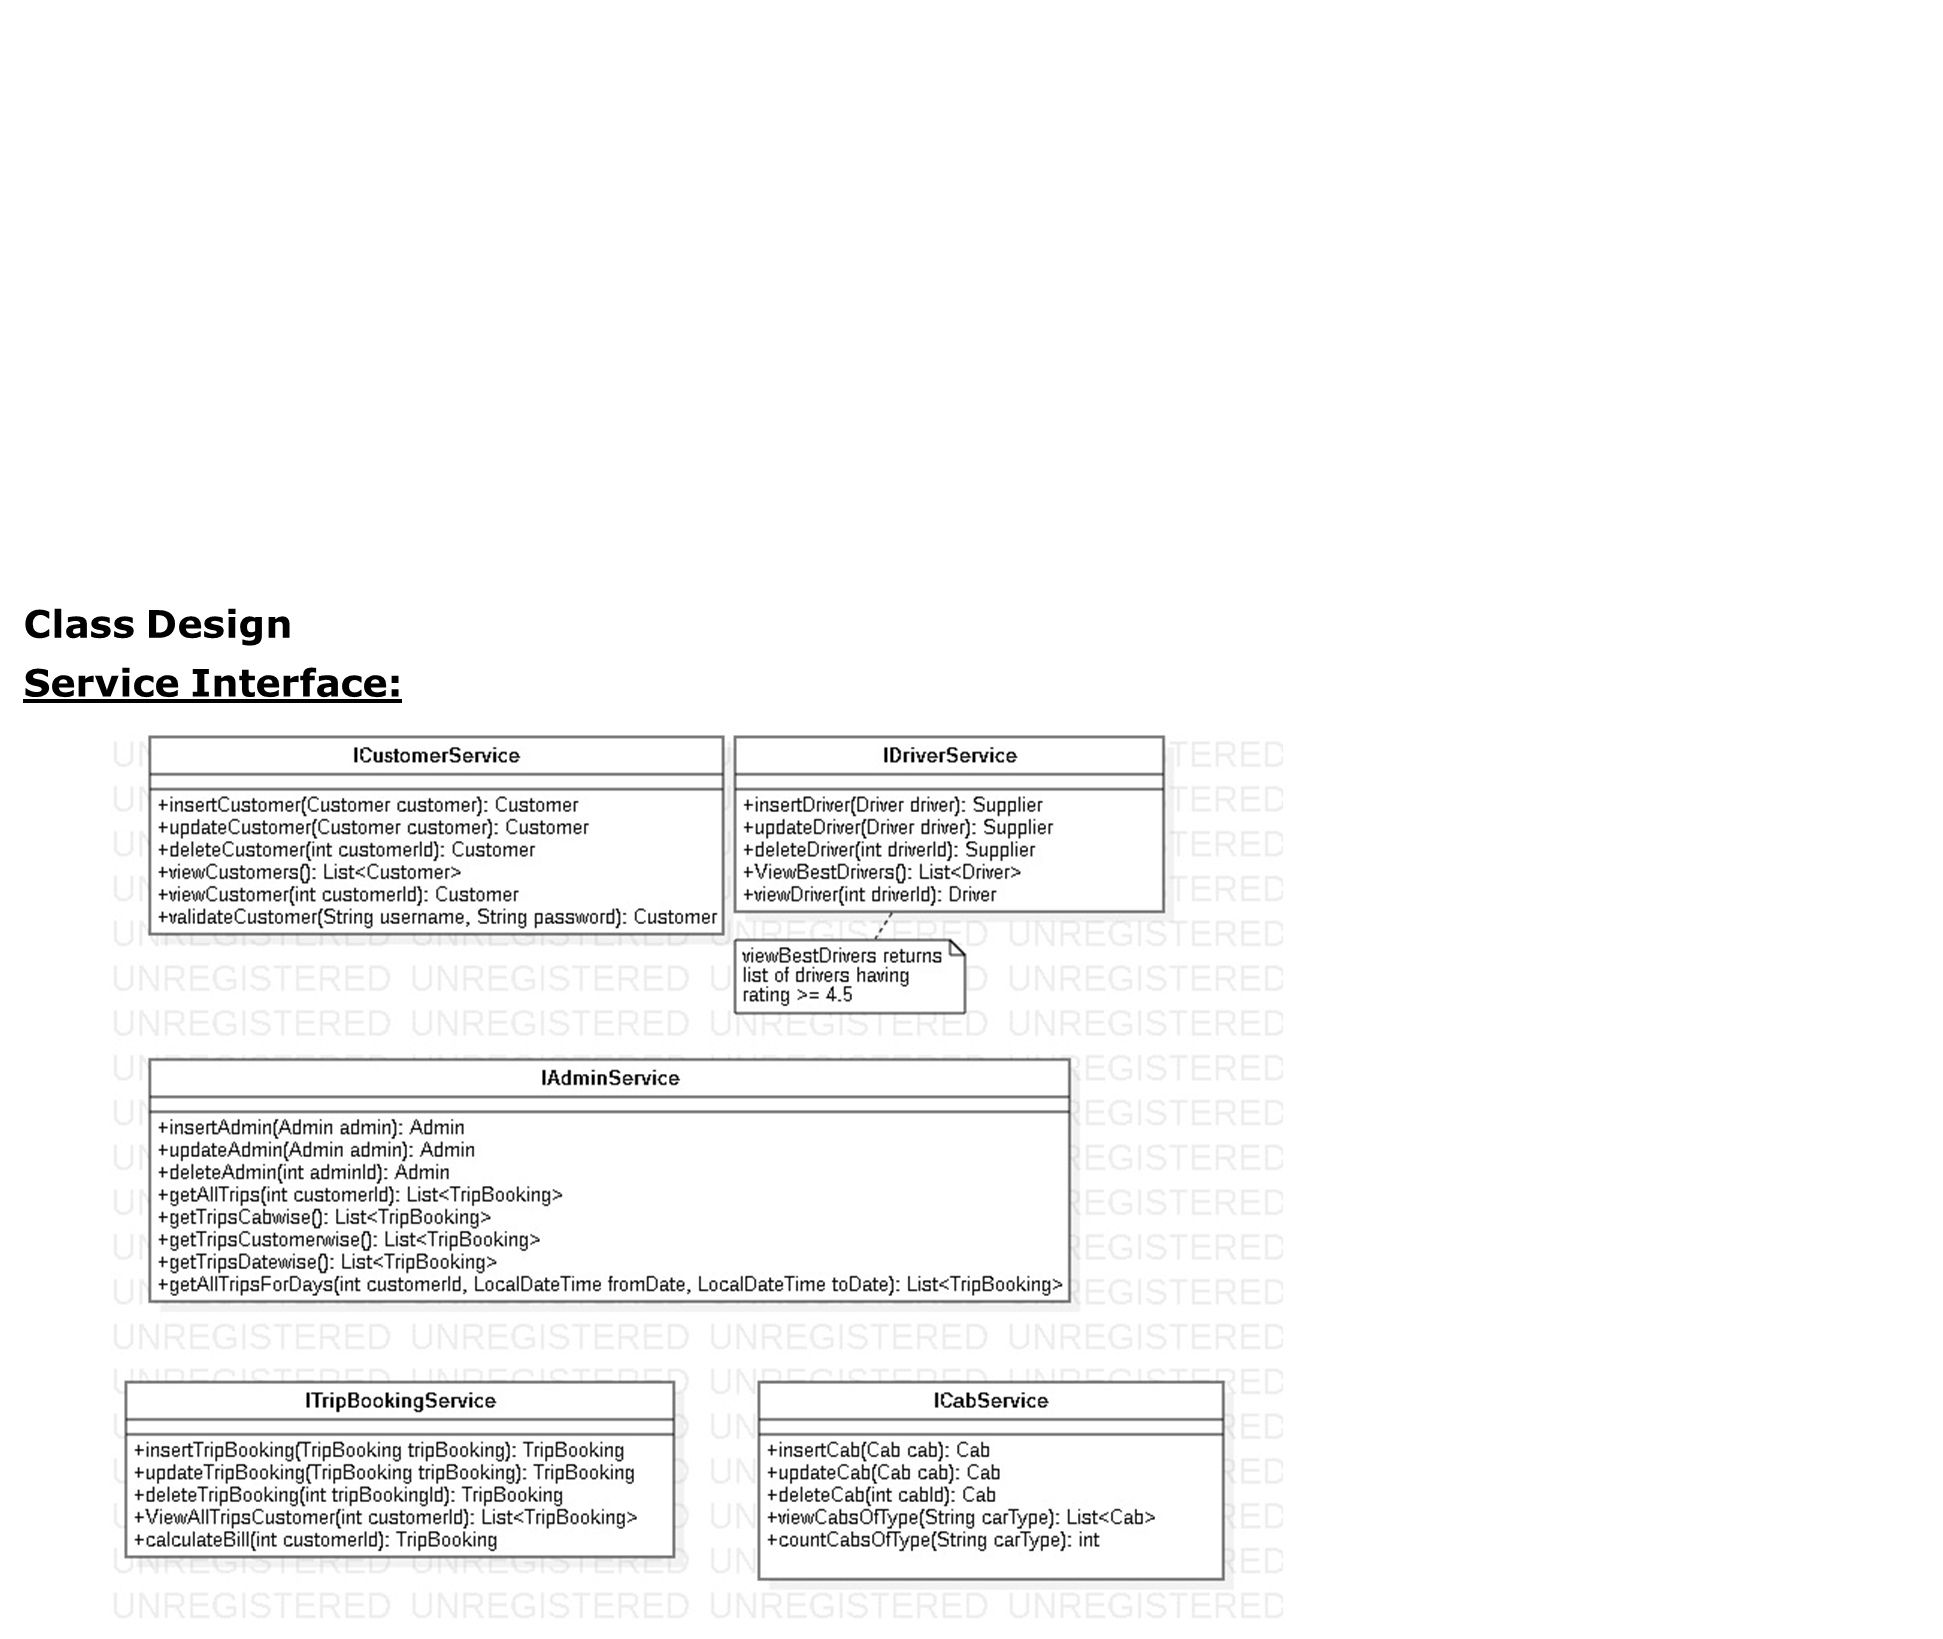 Class Design
Service Interface:
ICustomerService
+insertCustomer(Customer customer): Customer
+updateCustomer(Customer customer): Customer
+deleteCustomer(int customerId): Customer
+viewCustomers(): List<Customer>
+viewCustomer(int customerId): Customer
+validateCustomer(String username, String password): Customer
IDriverService
+insertDriver(Driver driver): Supplier
+updateDriver(Driver driver): Supplier
+deleteDriver(int driverId): Supplier
+ViewBestDrivers(): List<Driver>
+viewDriver(int driverId): Driver
viewBestDrivers returns
list of drivers having
rating >= 4.5
IAdminService
+insertAdmin(Admin admin): Admin
+updateAdmin(Admin admin): Admin
+deleteAdmin(int adminId): Admin
+getAllTrips(int customerId): List<TripBooking>
+getTripsCabwise(): List<TripBooking>
+getTripsCustomerwise(): List<TripBooking>
+getTripsDatewise(): List<TripBooking>
+getAllTripsForDays(int customerId, LocalDateTime fromDate, LocalDateTime toDate): List<TripBooking>
ITripBookingService
+insertTripBooking(TripBooking tripBooking): TripBooking
+updateTripBooking(TripBooking tripBooking): TripBooking
+deleteTripBooking(int tripBookingId): TripBooking
+ViewAllTripsCustomer(int customerId): List<TripBooking>
+calculateBill(int customerId): TripBooking
ICabService
+insertCab(Cab cab): Cab
+updateCab(Cab cab): Cab
+deleteCab(int cabId): Cab
+viewCabsOfType(String carType): List<Cab>
+countCabsOfType(String carType): int
UNREGISTERED UNREGISTERED UNREGISTERED UNREGISTERED